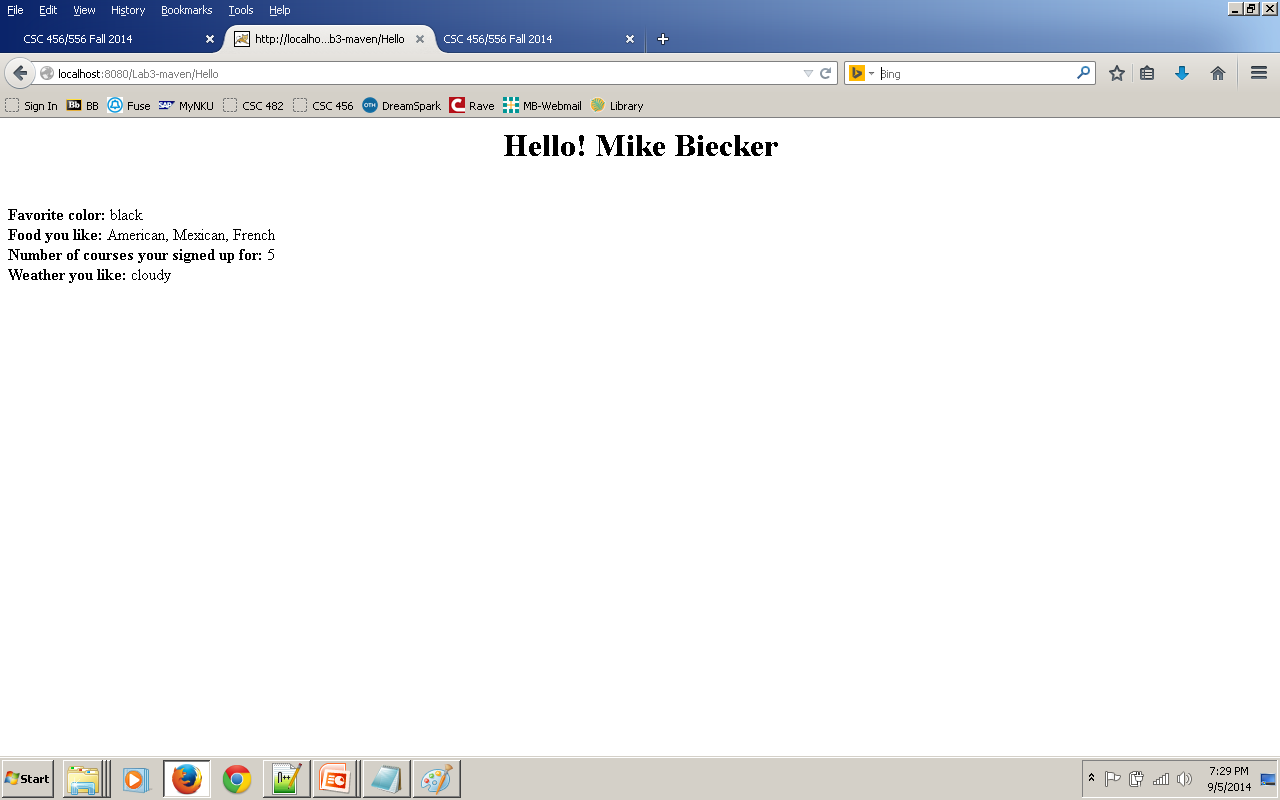 File Edit View History Bookmarks Tools Help
CSC 456/556 Fall 2014 http://localho...b3-maven/Hello CSC 456/556 Fall 2014
localhost:8080/Lab3-maven/Hello Bing
Sign In Bb BB Fuse SAP MyNKU CSC 482 CSC 456 OTH DreamSpark Rave MB-Webmail Library
Hello! Mike Biecker
Favorite color: black
Food you like: American, Mexican, French
Number of courses your signed up for: 5
Weather you like: cloudy
Start 7:29 PM
9/5/2014